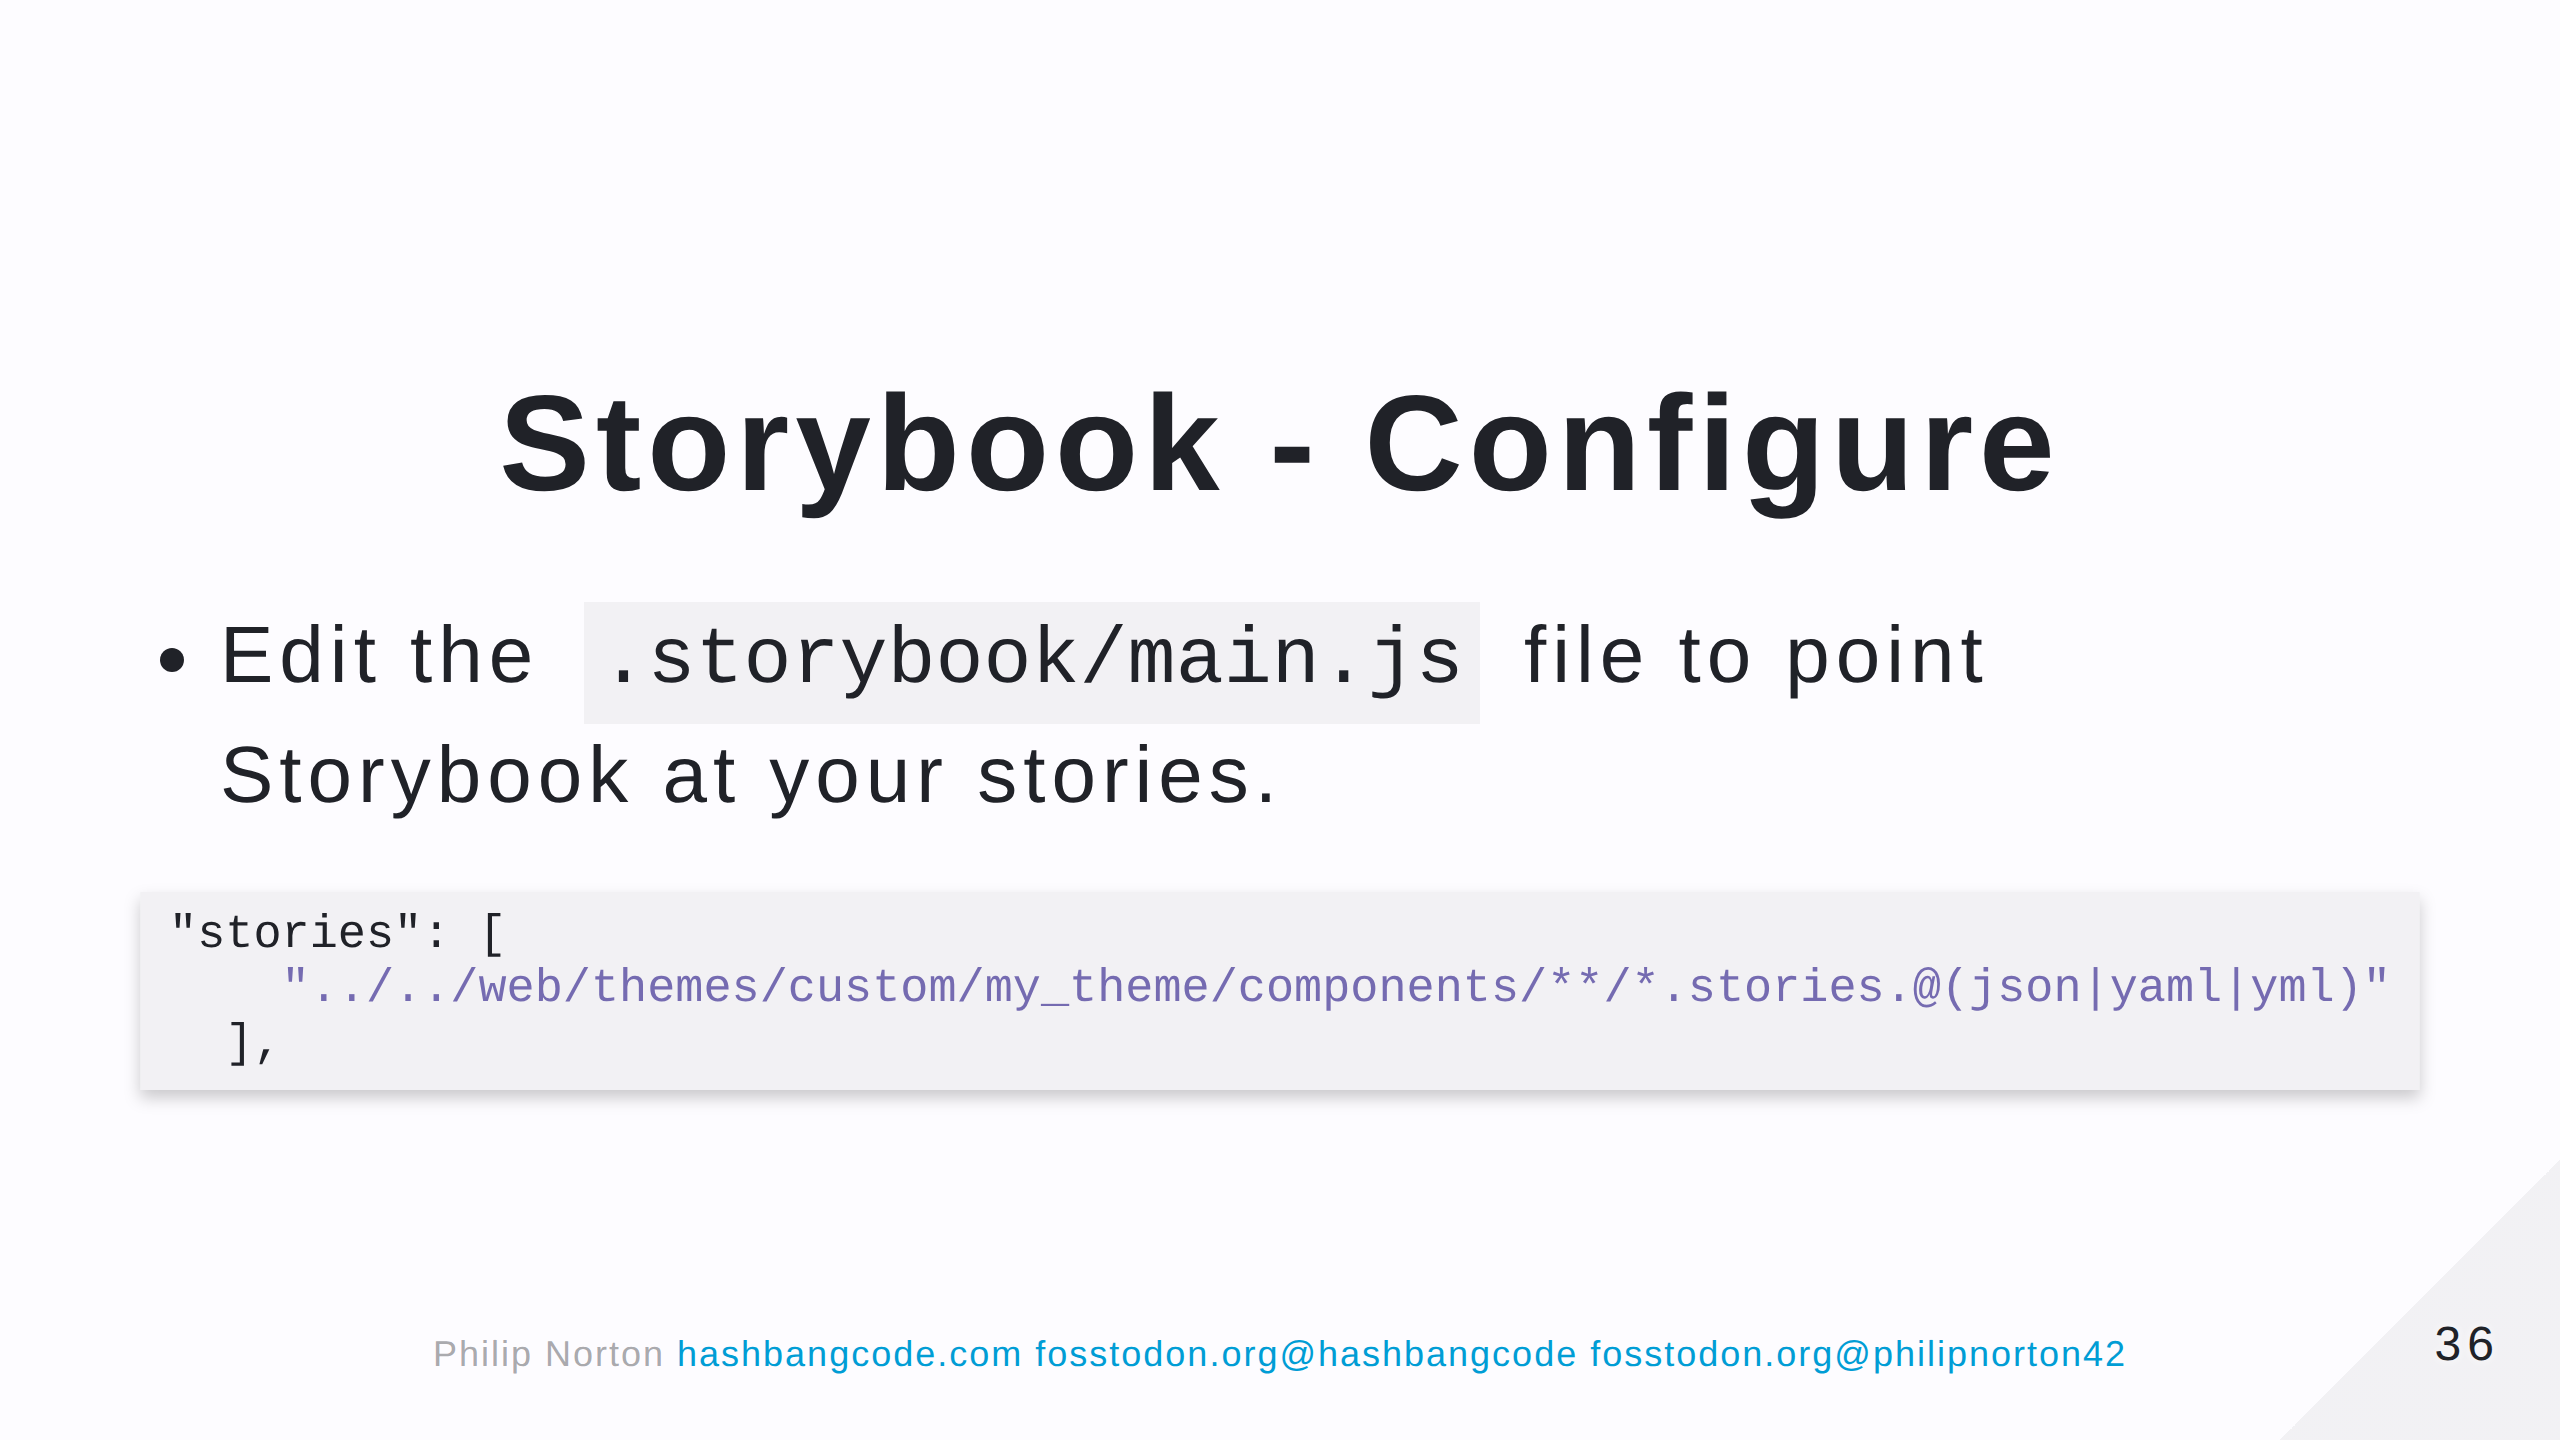 Storybook - Configure
• Edit the .storybook/main.js file to point
Storybook at your stories.
"stories": [
    "../../web/themes/custom/my_theme/components/**/*.stories.@(json|yaml|yml)"
  ],
Philip Norton hashbangcode.com fosstodon.org@hashbangcode fosstodon.org@philipnorton42
36